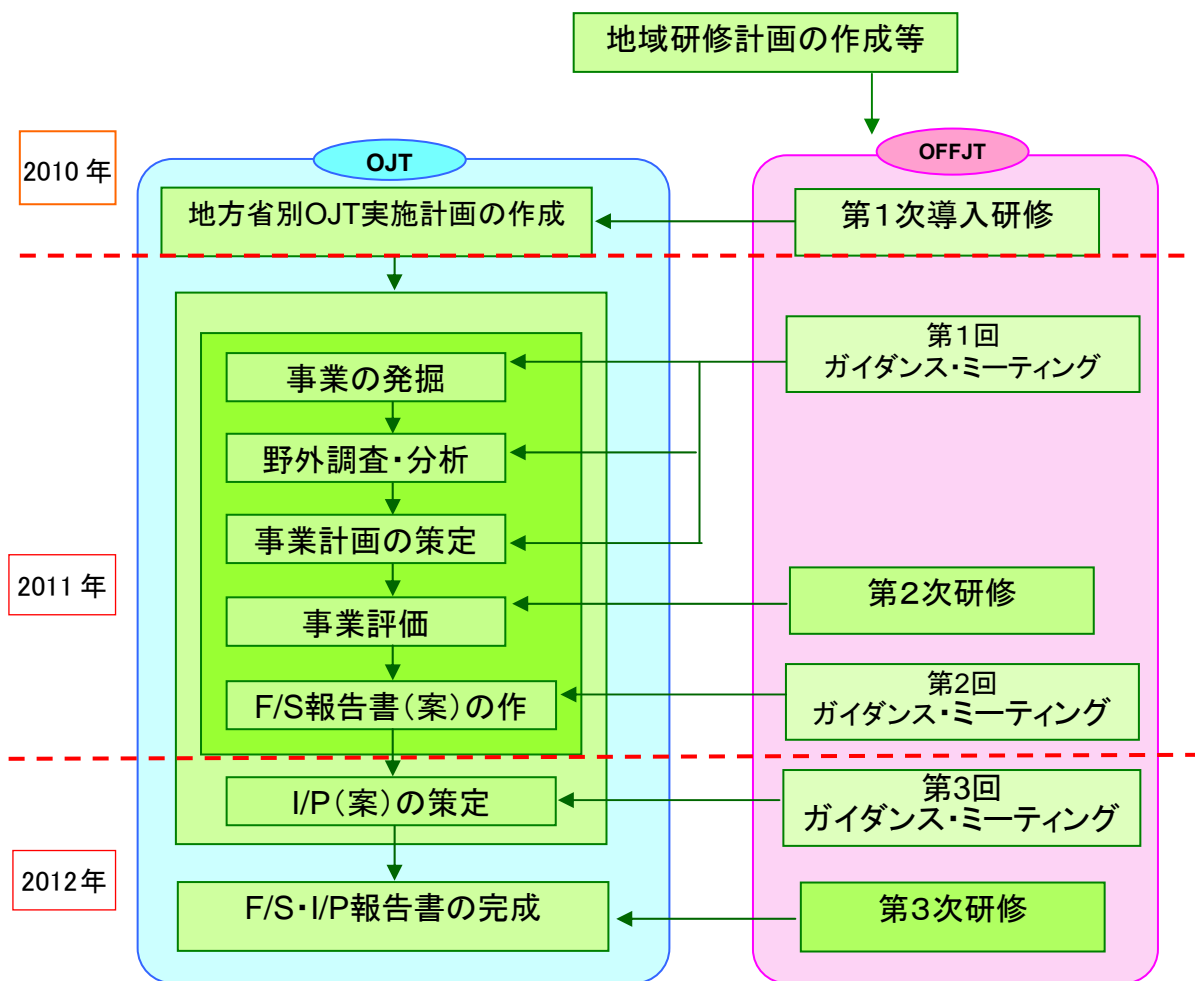 地域研修計画の作成等
2010 年
OJT
OFFJT
地方省別OJT実施計画の作成
第１次導入研修
第１回
ガイダンス・ミーティング
事業の発掘
野外調査・分析
事業計画の策定
2011 年
第２次研修
事業評価
第2回
ガイダンス・ミーティング
F/S報告書（案）の作
第3回
ガイダンス・ミーティング
I/P（案）の策定
2012年
F/S・I/P報告書の完成
第３次研修